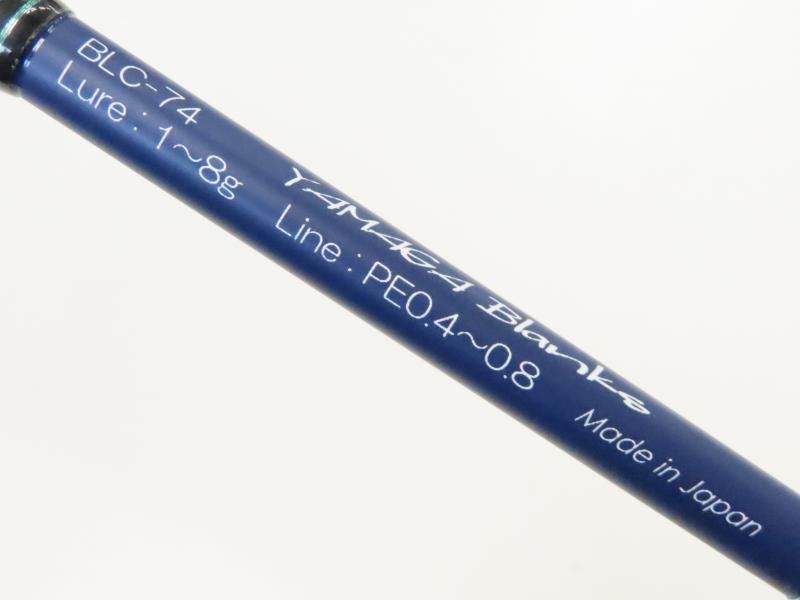 BLC-74
YAMAGA Blanks
Lure : 1~8g
Line : PE0.4~0.8
Made in Japan